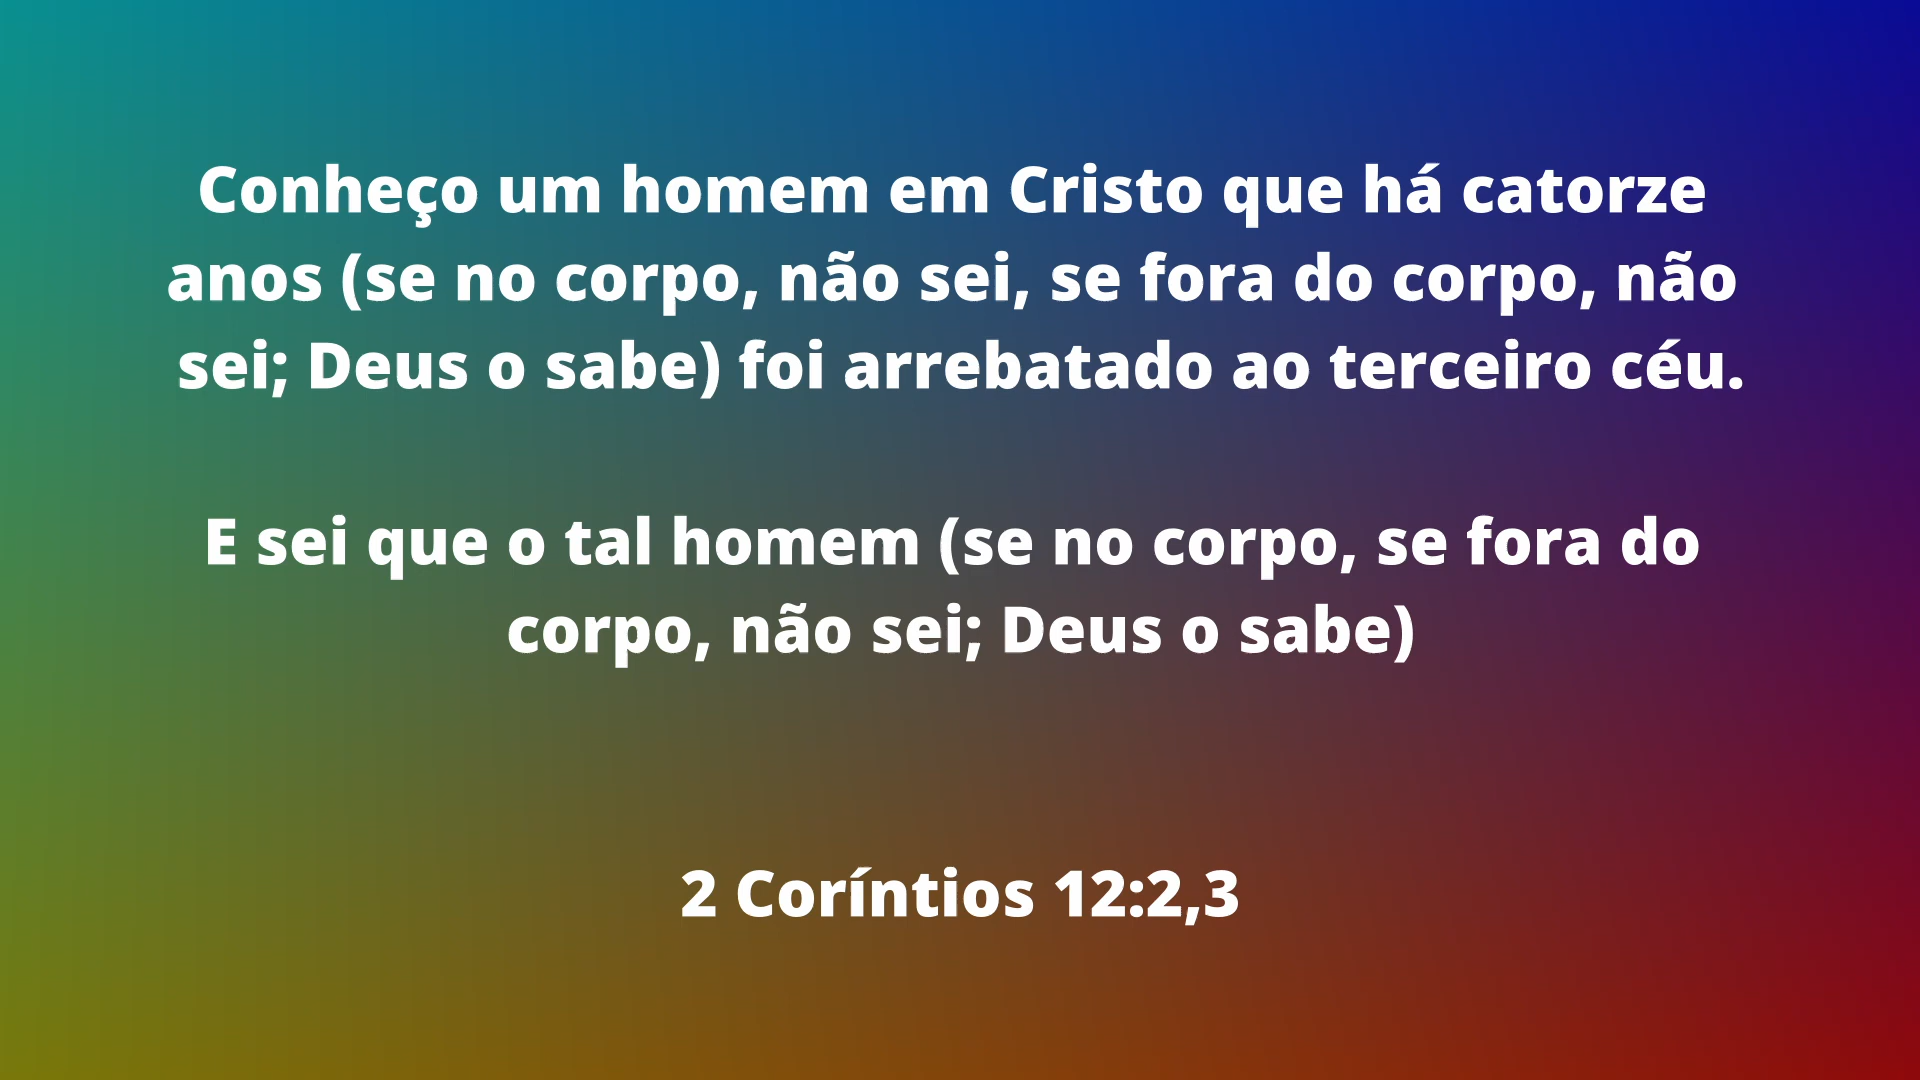 Conheço um homem em Cristo que há catorze
anos (se no corpo, não sei, se fora do corpo, não
sei; Deus o sabe) foi arrebatado ao terceiro céu.
E sei que o tal homem (se no corpo, se fora do
corpo, não sei; Deus o sabe)
2 Coríntios 12:2,3